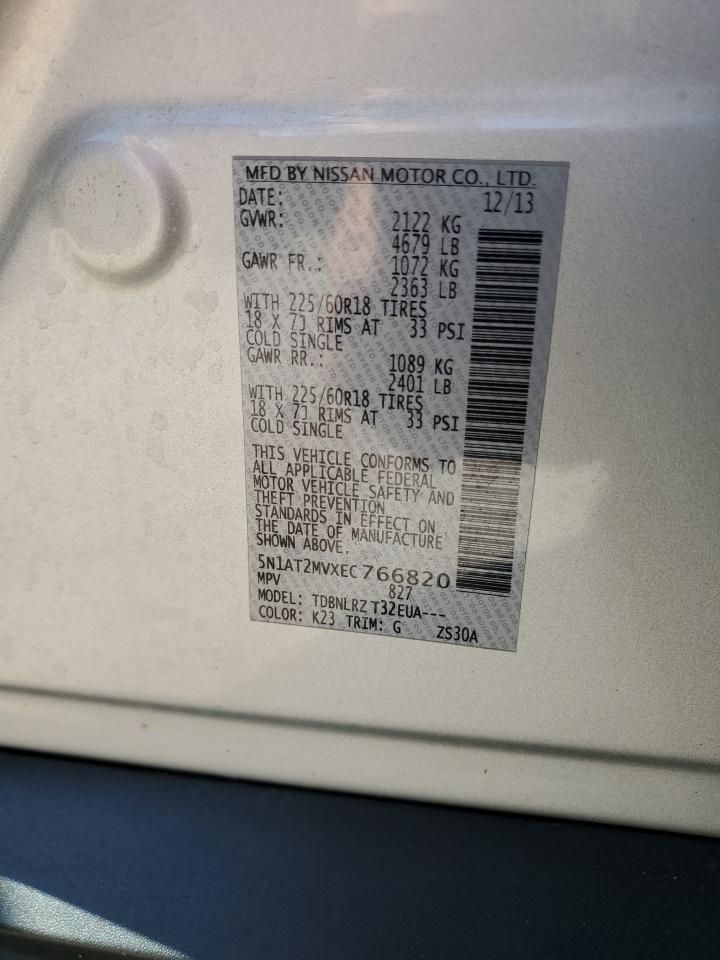 MFD BY NISSAN MOTOR CO., LTD.
DATE: 12/13
GVWR: 2122 KG
4679 LB
GAWR FR.: 1072 KG
2363 LB
WITH 225/60R18 TIRES
18 X 7J RIMS AT 33 PSI
COLD SINGLE
GAWR RR.: 1089 KG
2401 LB
WITH 225/60R18 TIRES
18 X 7J RIMS AT 33 PSI
COLD SINGLE
THIS VEHICLE CONFORMS TO
ALL APPLICABLE FEDERAL
MOTOR VEHICLE SAFETY AND
THEFT PREVENTION
STANDARDS IN EFFECT ON
THE DATE OF MANUFACTURE
SHOWN ABOVE.
5N1AT2MVXEC766820
MPV 827
MODEL: TDBNLRZ T32EUA---
COLOR: K23 TRIM: G ZS30A